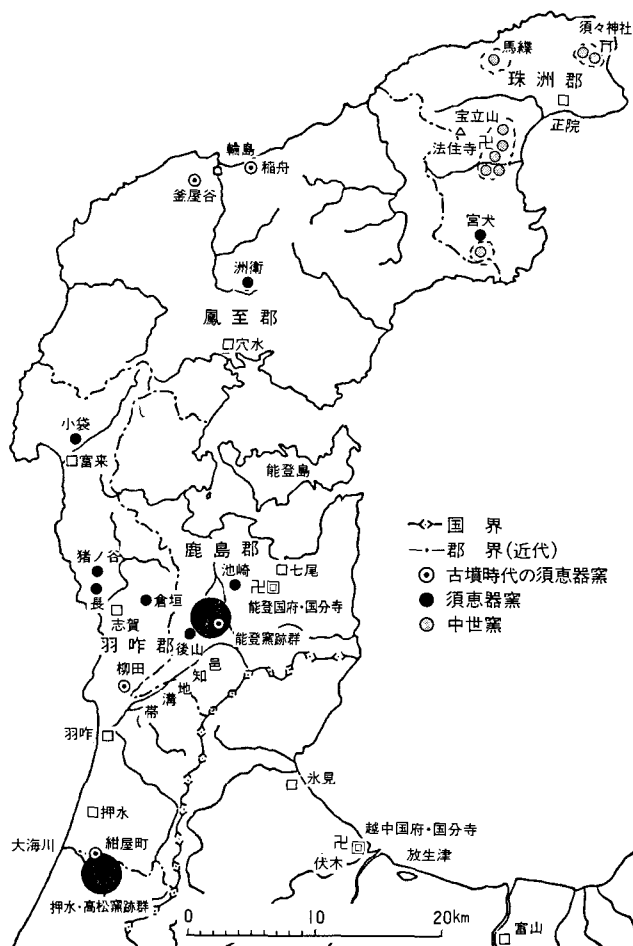 須々神社
馬緤
珠洲郡
宝立山
正院
法住寺
輪島
稲舟
釜屋谷
宮犬
洲衛
鳳至郡
穴水
小袋
富来
能登島
国界
郡界(近代)
古墳時代の須恵器窯
須恵器窯
中世窯
鹿島郡
七尾
池崎
能登国府・国分寺
猪ノ谷
長
倉垣
志賀
能登窯跡群
羽咋郡
後山
柳田
邑知地溝帯
羽咋
氷見
押水
越中国府・国分寺
大海川
紺屋町
伏木
放生津
押水・高松窯跡群
富山
0 10 20km